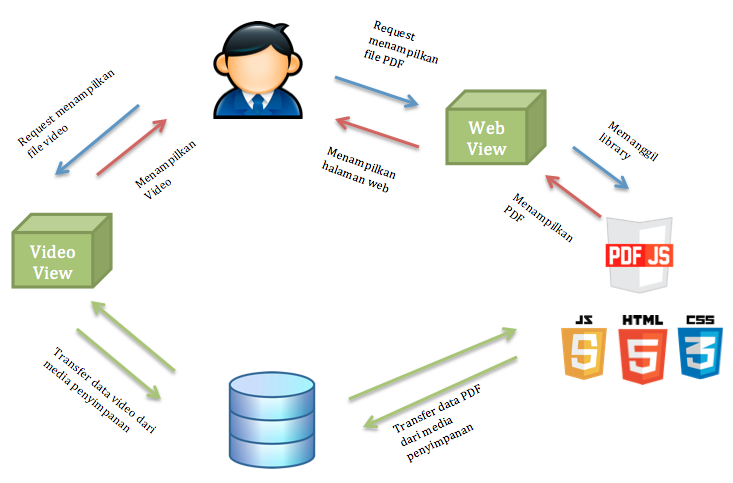 Request
menampilkan
file PDF
Request menampilkan
file video
Menampilkan
Video
Menampilkan
halaman web
Web
View
Memanggil
library
Menampilkan
PDF
PDF JS
Video
View
JS HTML CSS
5 5 3
Transfer data video dari
media penyimpanan
Transfer data PDF
dari media
penyimpanan